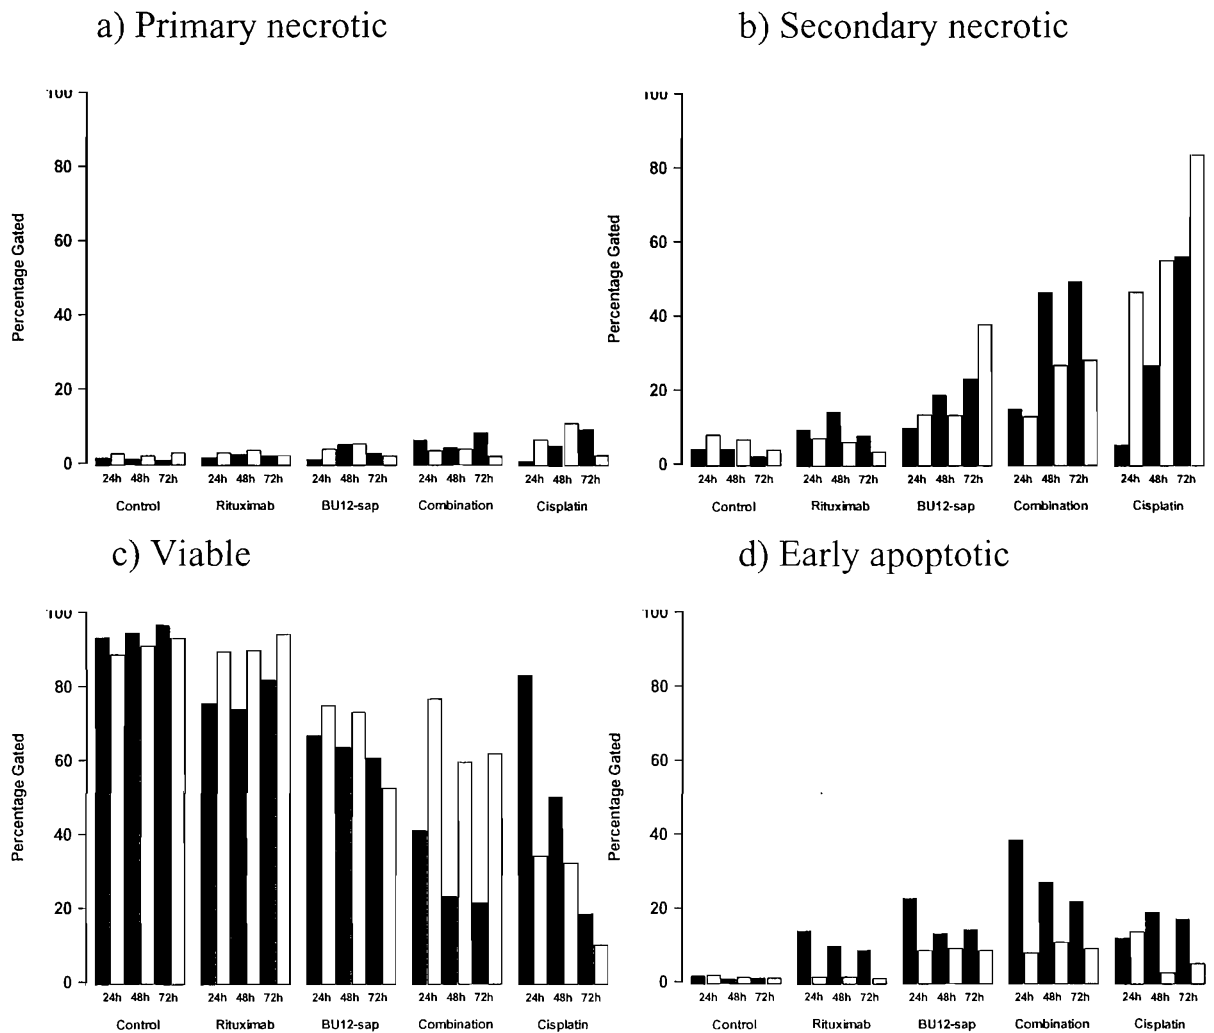 a) Primary necrotic
b) Secondary necrotic
100
80
60
40
20
0
Percentage Gated
24h 48h 72h 24h 48h 72h 24h 48h 72h 24h 48h 72h 24h 48h 72h
Control Rituximab BU12-sap Combination Cisplatin
100
80
60
40
20
0
Percentage Gated
24h 48h 72h 24h 48h 72h 24h 48h 72h 24h 48h 72h 24h 48h 72h
Control Rituximab BU12-sap Combination Cisplatin
c) Viable
d) Early apoptotic
100
80
60
40
20
0
Percentage Gated
24h 48h 72h 24h 48h 72h 24h 48h 72h 24h 48h 72h 24h 48h 72h
Control Rituximab BU12-sap Combination Cisplatin
100
80
60
40
20
0
Percentage Gated
24h 48h 72h 24h 48h 72h 24h 48h 72h 24h 48h 72h 24h 48h 72h
Control Rituximab BU12-sap Combination Cisplatin